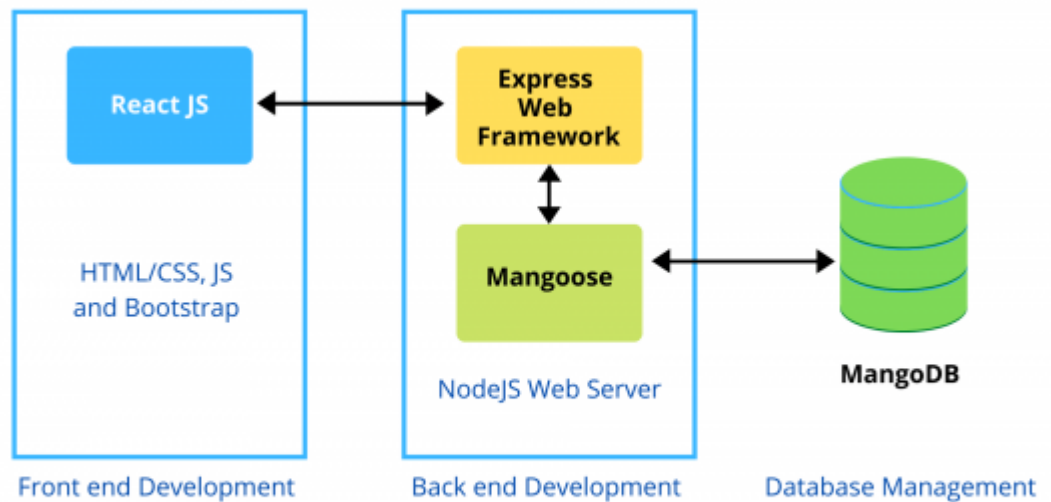 React JS
HTML/CSS, JS
and Bootstrap
Front end Development
Express
Web
Framework
Mangoose
NodeJS Web Server
Back end Development
MangoDB
Database Management